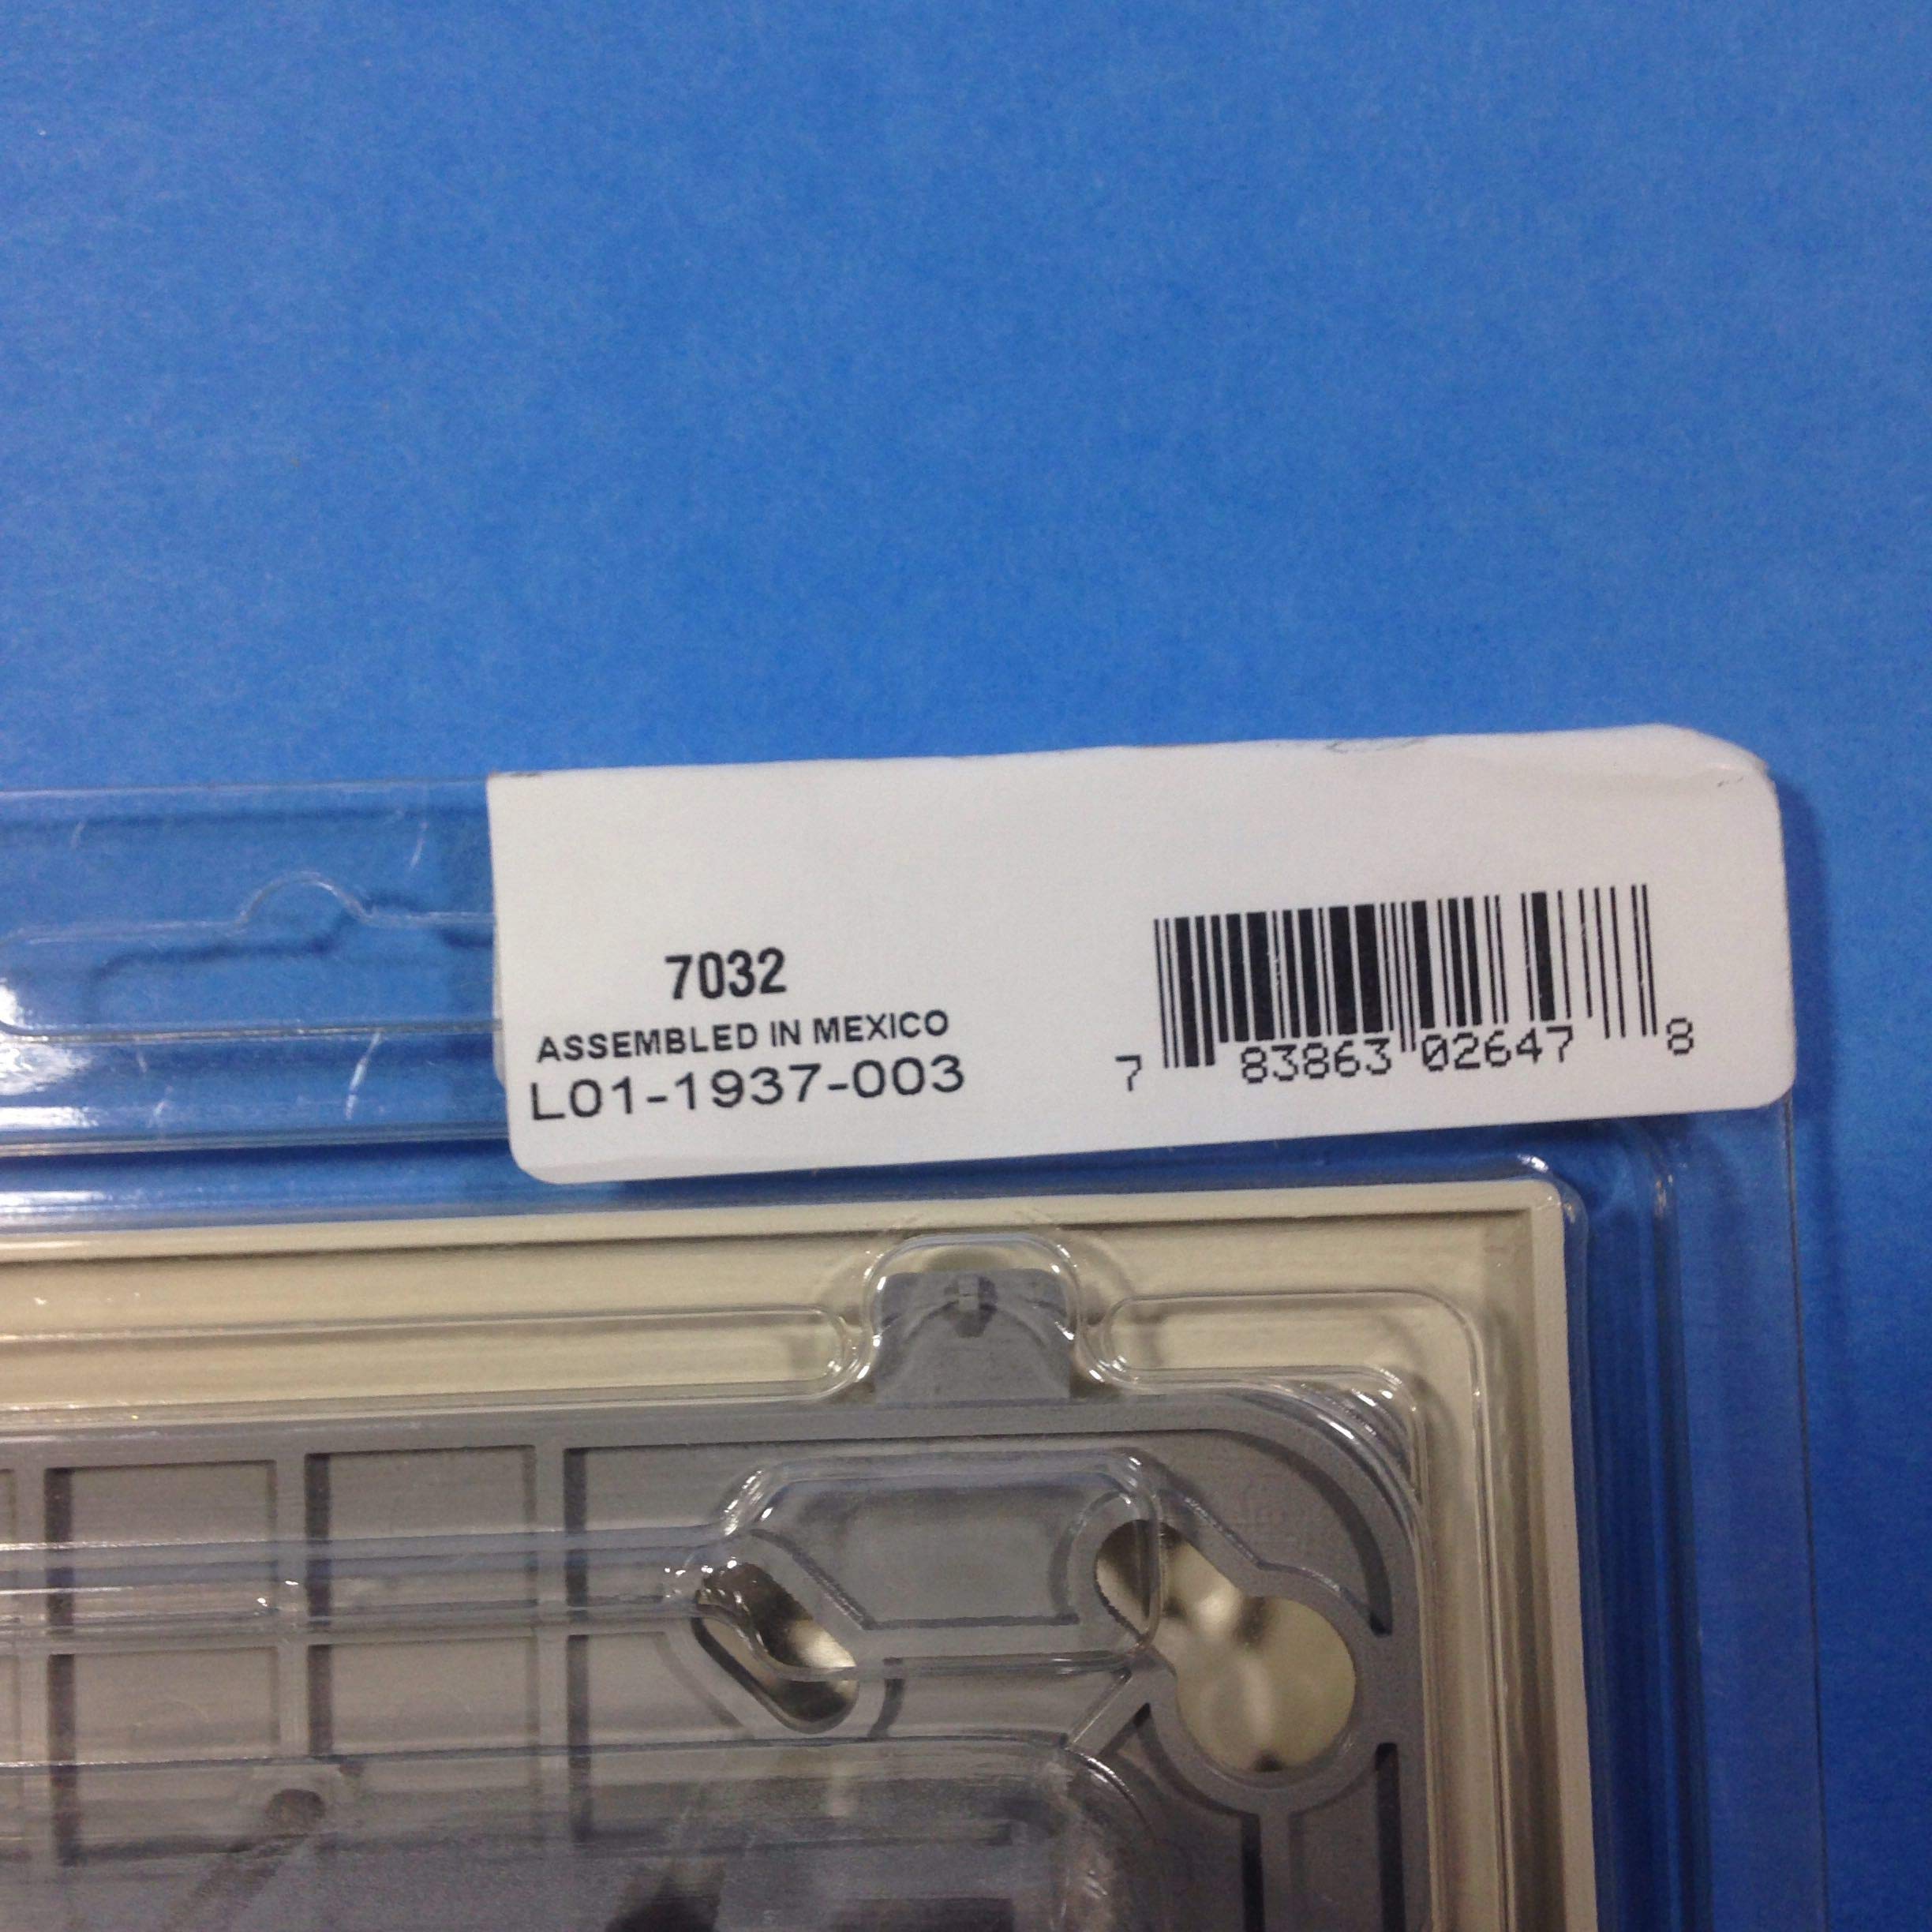 7032
ASSEMBLED IN MEXICO
L01-1937-003
7 83863 02647 8